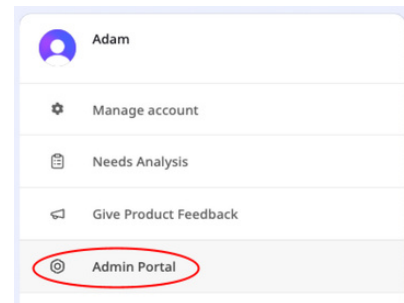 Adam
Manage account
Needs Analysis
Give Product Feedback
Admin Portal